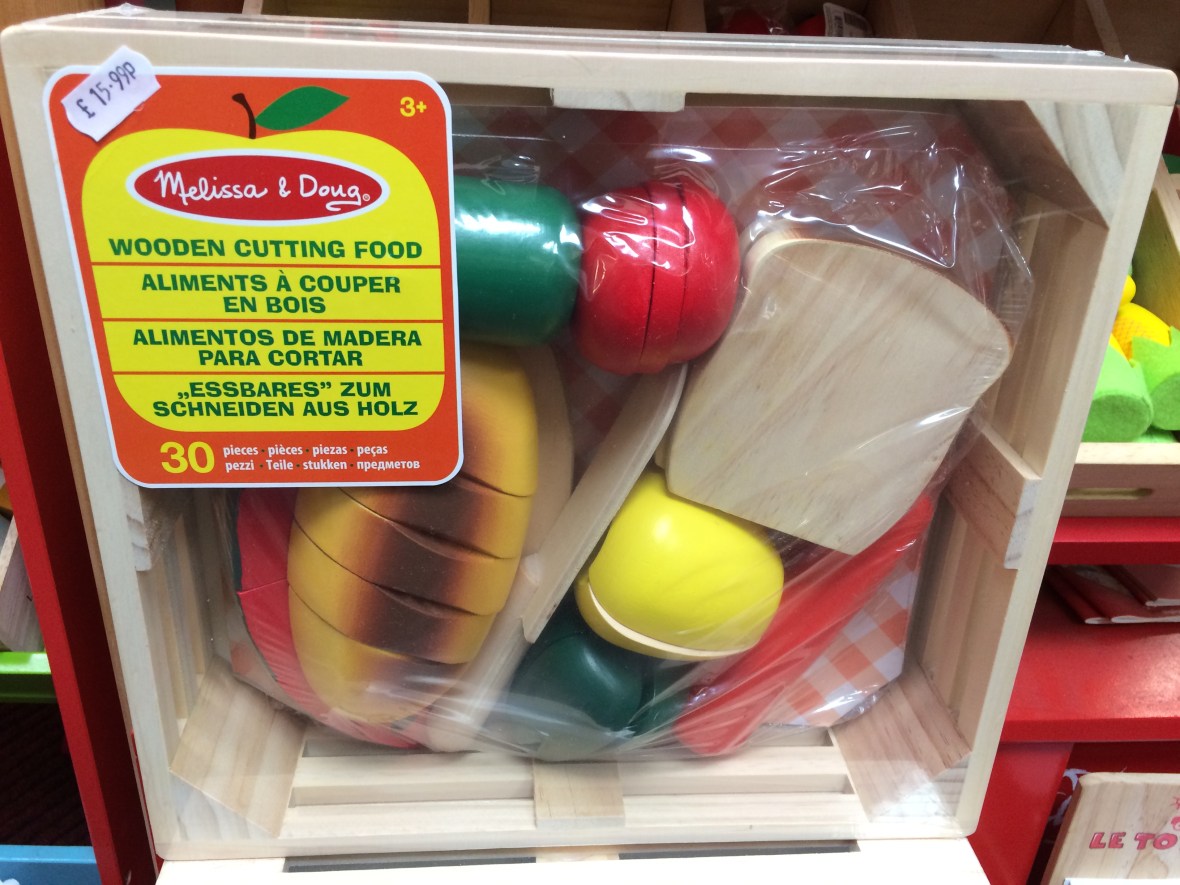 £15.99P
3+
Melissa & Doug®
WOODEN CUTTING FOOD
ALIMENTS À COUPER
EN BOIS
ALIMENTOS DE MADERA
PARA CORTAR
„ESSBARES” ZUM
SCHNEIDEN AUS HOLZ
30 pieces · pièces · piezas · peças
pezzi · Teile · stukken · предметов
LE TO